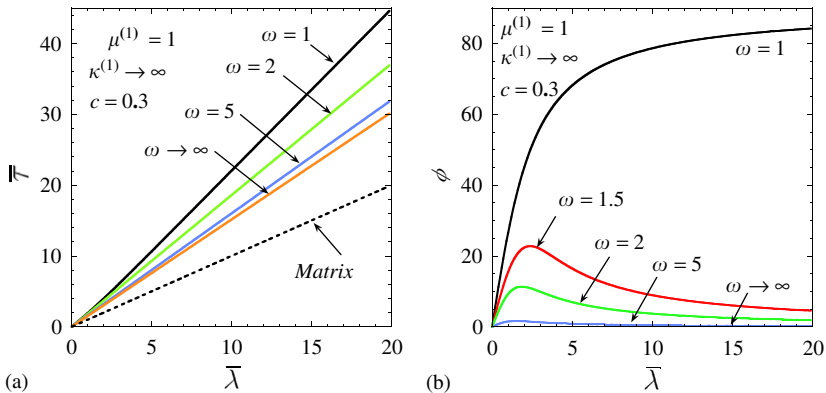 40
30
20
10
0
0
5
10
15
20
μ⁽¹⁾ = 1
κ⁽¹⁾ → ∞
c = 0.3
ω = 1
ω = 2
ω = 5
ω → ∞
Matrix
τ̿
λ̄
(a)
80
60
40
20
0
0
5
10
15
20
μ⁽¹⁾ = 1
κ⁽¹⁾ → ∞
c = 0.3
ω = 1
ω = 1.5
ω = 2
ω = 5
ω → ∞
ϕ
λ̄
(b)